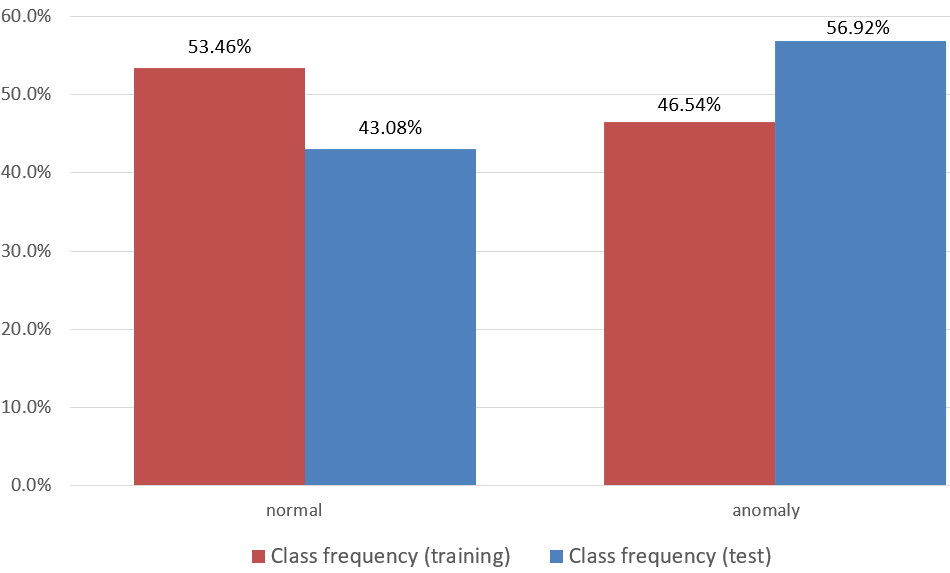 60.0%
50.0%
40.0%
30.0%
20.0%
10.0%
0.0%
53.46%
43.08%
46.54%
56.92%
normal
anomaly
Class frequency (training)
Class frequency (test)